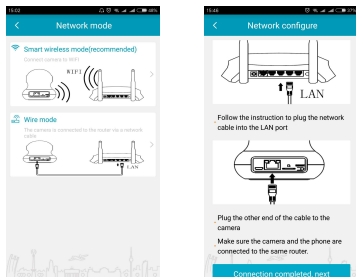 15:02
48%
Network mode
Smart wireless mode(recommended)
Connect camera to WIFI
WIFI
Wire mode
The camera is connected to the router via a network
cable
LAN
15:46
37%
Network configure
LAN
Follow the instruction to plug the network
cable into the LAN port
Plug the other end of the cable to the
camera
Make sure the camera and the phone are
connected to the same router.
Connection completed, next